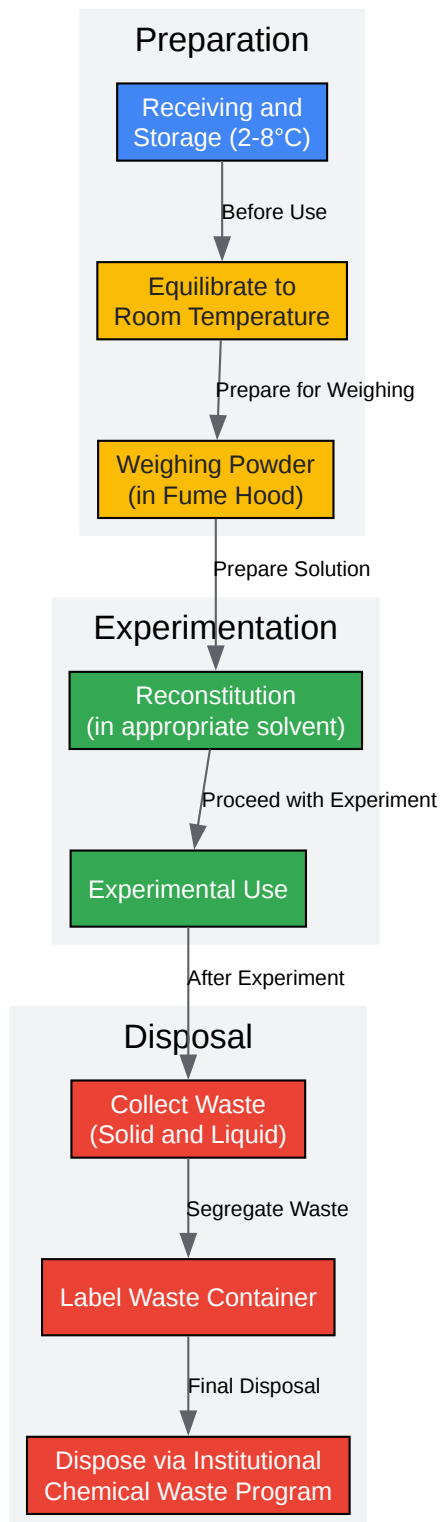 Preparation
Receiving and
Storage (2-8°C)
Before Use
Equilibrate to
Room Temperature
Prepare for Weighing
Weighing Powder
(in Fume Hood)
Prepare Solution
Experimentation
Reconstitution
(in appropriate solvent)
Proceed with Experiment
Experimental Use
After Experiment
Disposal
Collect Waste
(Solid and Liquid)
Segregate Waste
Label Waste Container
Final Disposal
Dispose via Institutional
Chemical Waste Program